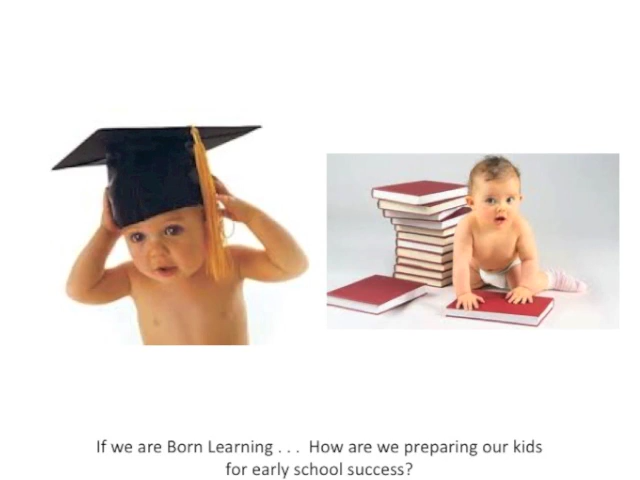 If we are Born Learning . . .  How are we preparing our kids
for early school success?